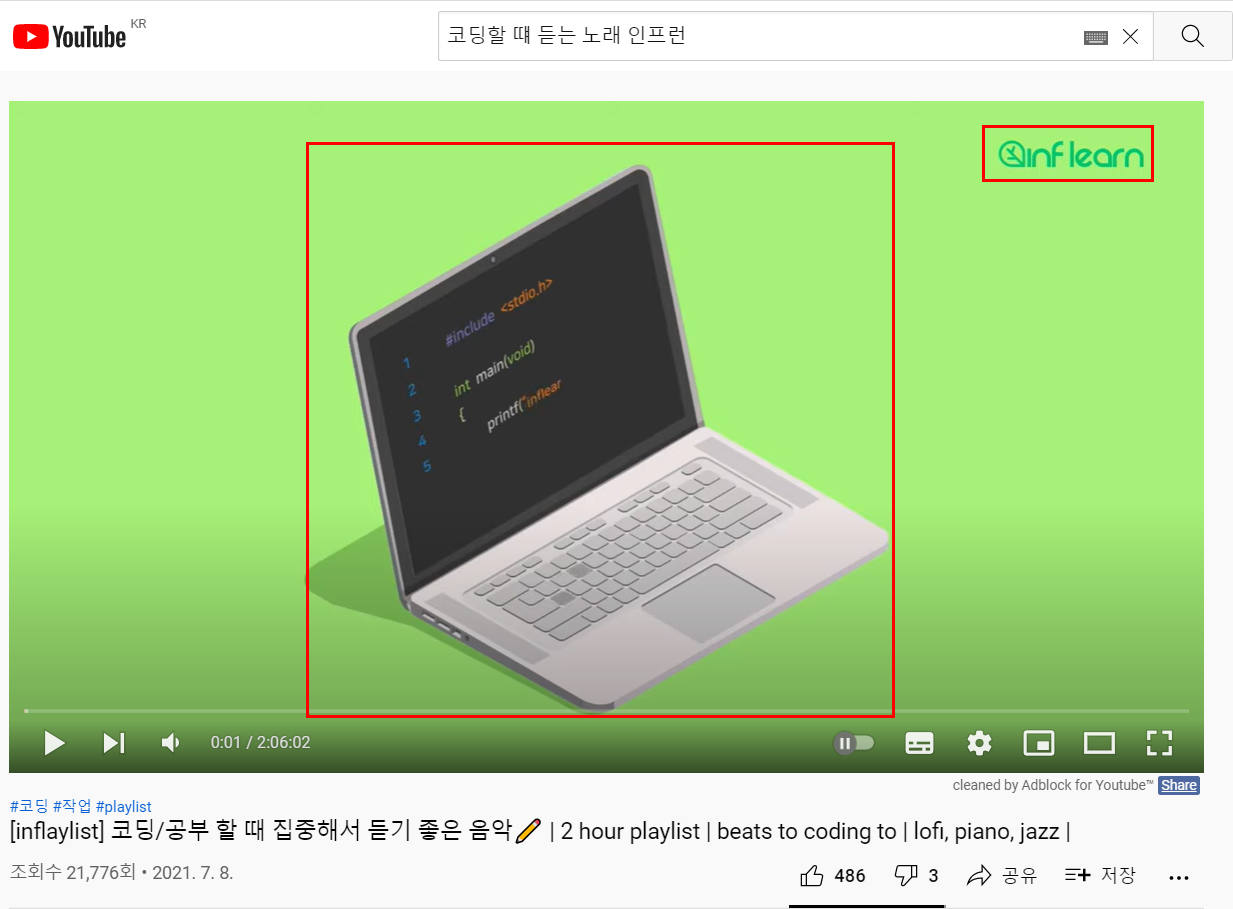 YouTube KR
코딩할 떄 듣는 노래 인프런
inflearn
#include <stdio.h>
1
2 int main(void)
3 {
printf("inflear
4
5
0:01 / 2:06:02
cleaned by Adblock for Youtube™ Share
#코딩 #작업 #playlist
[inflaylist] 코딩/공부 할 때 집중해서 듣기 좋은 음악✏️ | 2 hour playlist | beats to coding to | lofi, piano, jazz |
조회수 21,776회 • 2021. 7. 8.
486 3 공유 저장